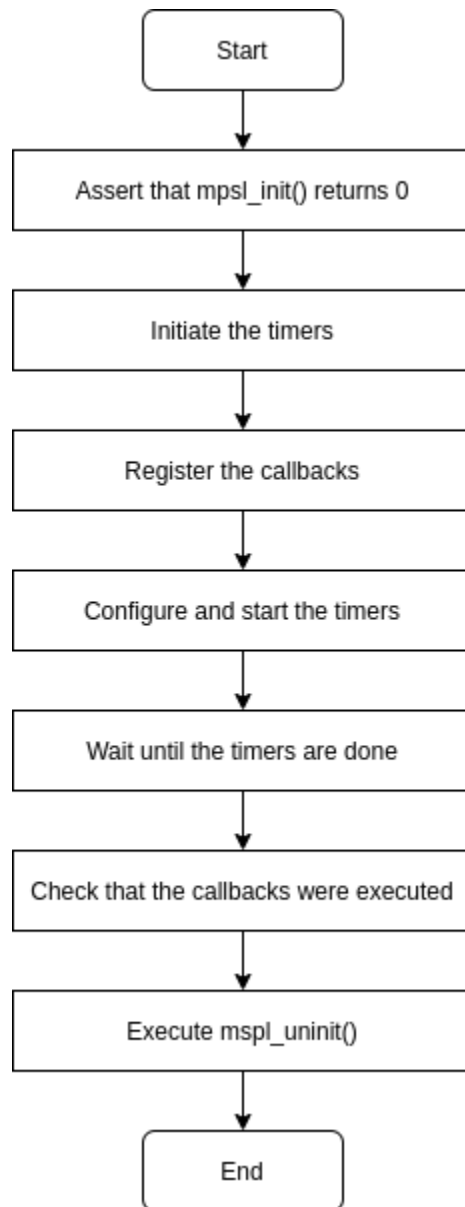 Start
Assert that mpsl_init() returns 0
Initiate the timers
Register the callbacks
Configure and start the timers
Wait until the timers are done
Check that the callbacks were executed
Execute mspl_uninit()
End